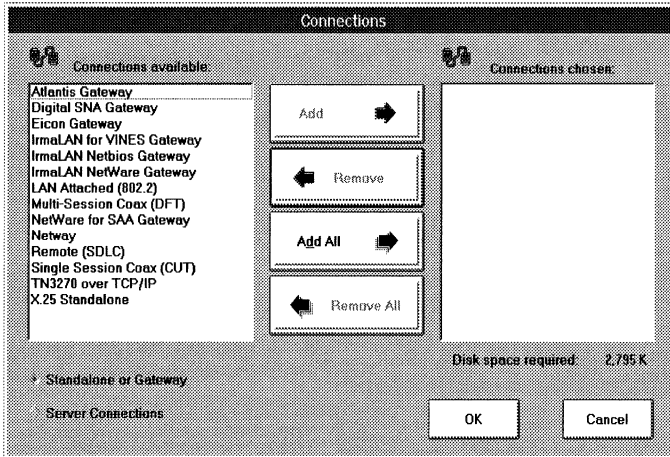 Connections
Connections available:
Connections chosen:
Atlantis Gateway
Digital SNA Gateway
Eicon Gateway
IrmaLAN for VINES Gateway
IrmaLAN Netbios Gateway
IrmaLAN NetWare Gateway
LAN Attached (802.2)
Multi-Session Coax (DFT)
NetWare for SAA Gateway
Netway
Remote (SDLC)
Single Session Coax (CUT)
TN3270 over TCP/IP
X.25 Standalone
Add
Remove
Add All
Remove All
Disk space required: 2,795 K
Standalone or Gateway
Server Connections
OK
Cancel